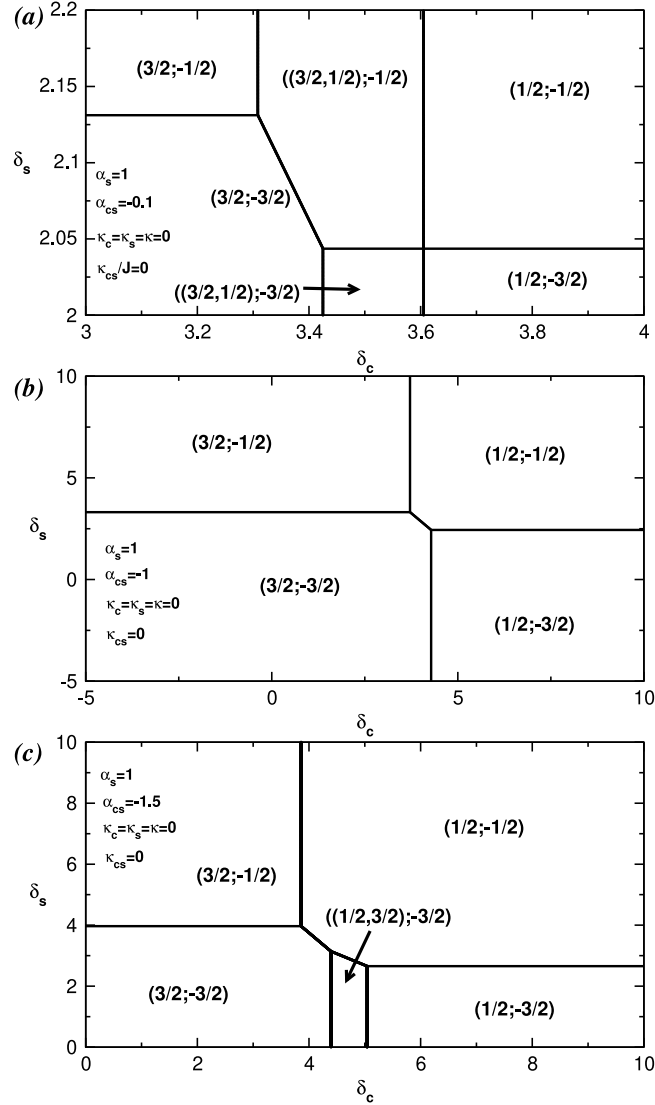 (a)
2.2
2.15
2.1
2.05
2
δs
(3/2;-1/2)
((3/2,1/2);-1/2)
(1/2;-1/2)
αs=1
αcs=-0.1
κc=κs=κ=0
κcs/J=0
(3/2;-3/2)
((3/2,1/2);-3/2)
(1/2;-3/2)
3 3.2 3.4 3.6 3.8 4
δc
(b)
10
5
0
-5
δs
(3/2;-1/2)
(1/2;-1/2)
αs=1
αcs=-1
κc=κs=κ=0
κcs=0
(3/2;-3/2)
(1/2;-3/2)
-5 0 5 10
δc
(c)
10
8
6
4
2
0
δs
αs=1
αcs=-1.5
κc=κs=κ=0
κcs=0
(3/2;-1/2)
(1/2;-1/2)
((1/2,3/2);-3/2)
(3/2;-3/2)
(1/2;-3/2)
0 2 4 6 8 10
δc